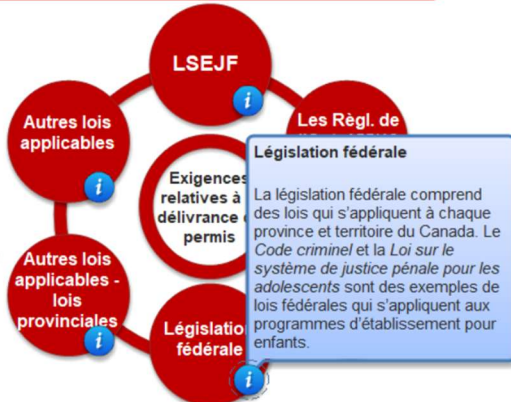 LSEJF
Autres lois
applicables
Les Règl. de
Exigences
relatives à
délivrance
permis
Autres lois
applicables -
lois
provinciales
Législation
fédérale
Législation fédérale
La législation fédérale comprend
des lois qui s'appliquent à chaque
province et territoire du Canada. Le
Code criminel et la Loi sur le
système de justice pénale pour les
adolescents sont des exemples de
lois fédérales qui s'appliquent aux
programmes d'établissement pour
enfants.